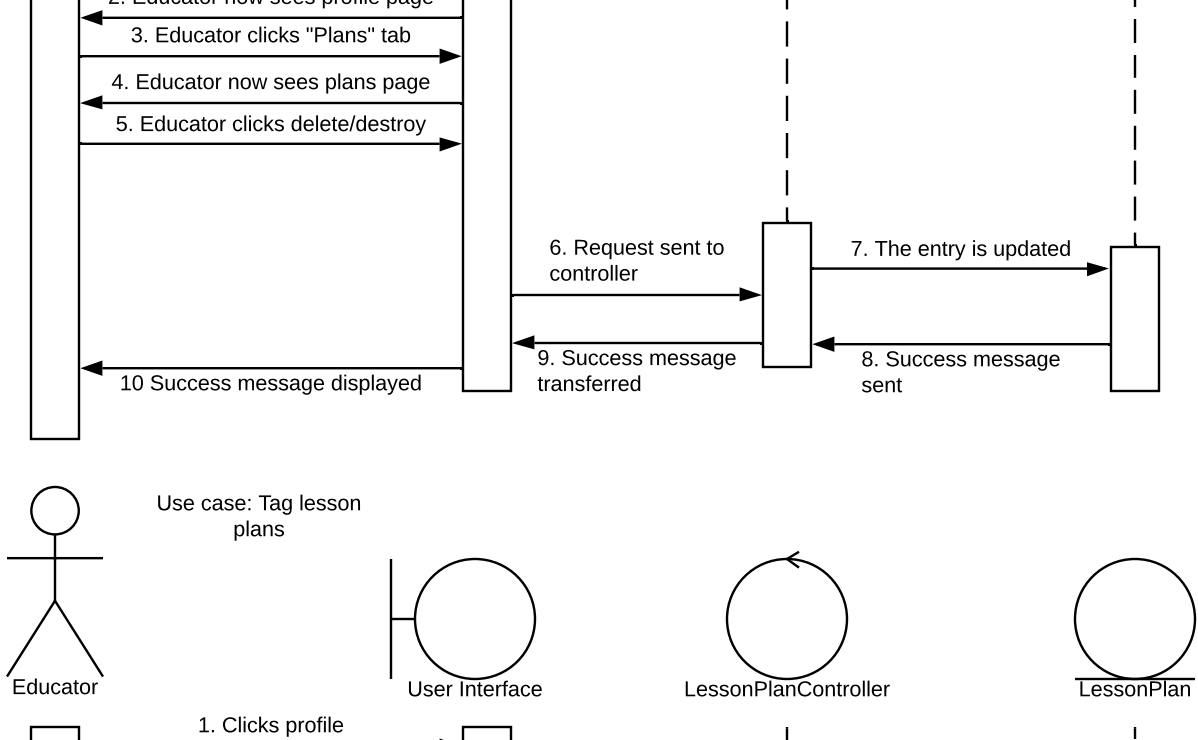 2. Educator now sees profile page
3. Educator clicks "Plans" tab
4. Educator now sees plans page
5. Educator clicks delete/destroy
6. Request sent to
controller
7. The entry is updated
9. Success message
transferred
8. Success message
sent
10 Success message displayed
Use case: Tag lesson
plans
Educator
User Interface
LessonPlanController
LessonPlan
1. Clicks profile